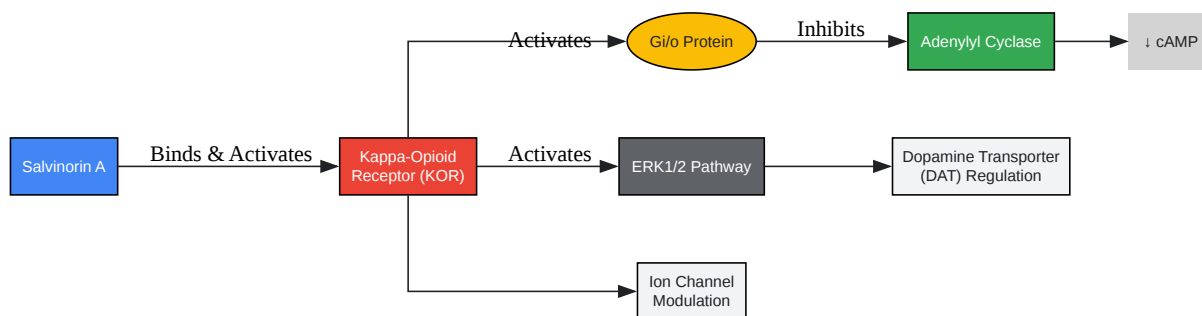 Activates
Gi/o Protein
Inhibits
Adenylyl Cyclase
↓ cAMP
Salvinorin A
Binds & Activates
Kappa-Opioid
Receptor (KOR)
Activates
ERK1/2 Pathway
Dopamine Transporter
(DAT) Regulation
Ion Channel
Modulation